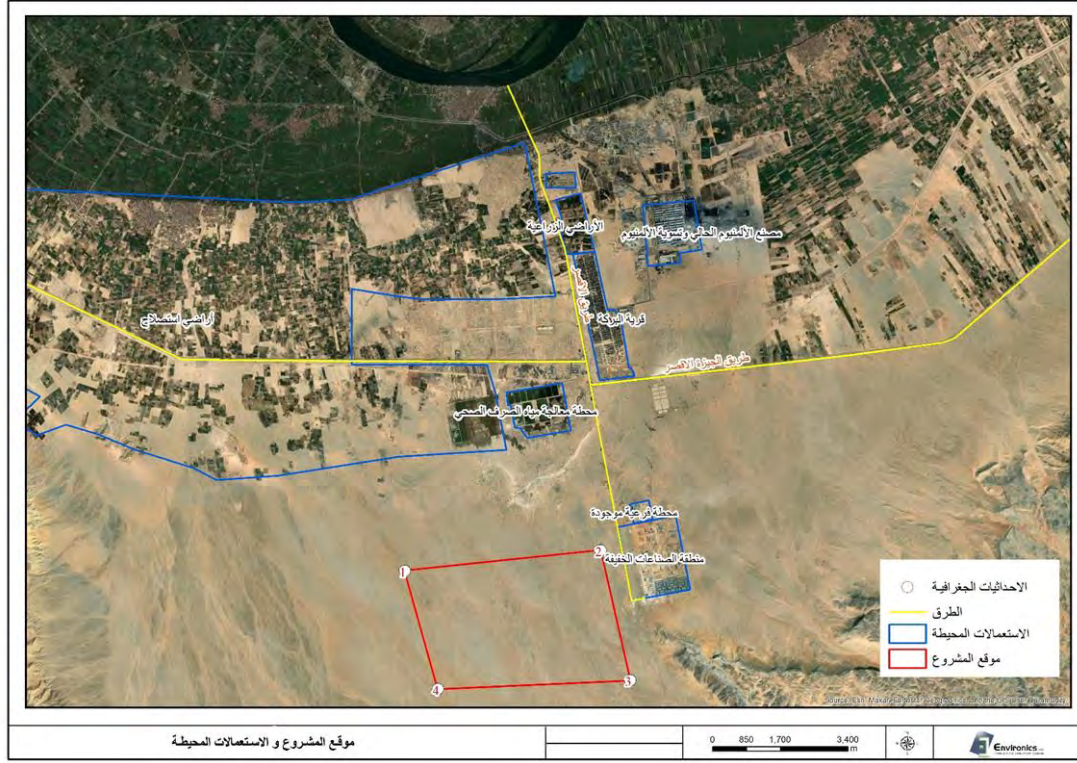 الأراضي الزراعية
مصنع الألمنيوم الحالي وتسوية الألمنيوم
أراضي استصلاح
قرية البركة
طريق الجيزة الاقصر
محطة معالجة مياه الصرف الصحي
محطة فرعية موجودة
منطقة الصناعات الخفيفة
1
2
3
4
الاحداثيات الجغرافية
الطرق
الاستعمالات المحيطة
موقع المشروع
موقع المشروع و الاستعمالات المحيطة
0 850 1,700 3,400
m
Environics